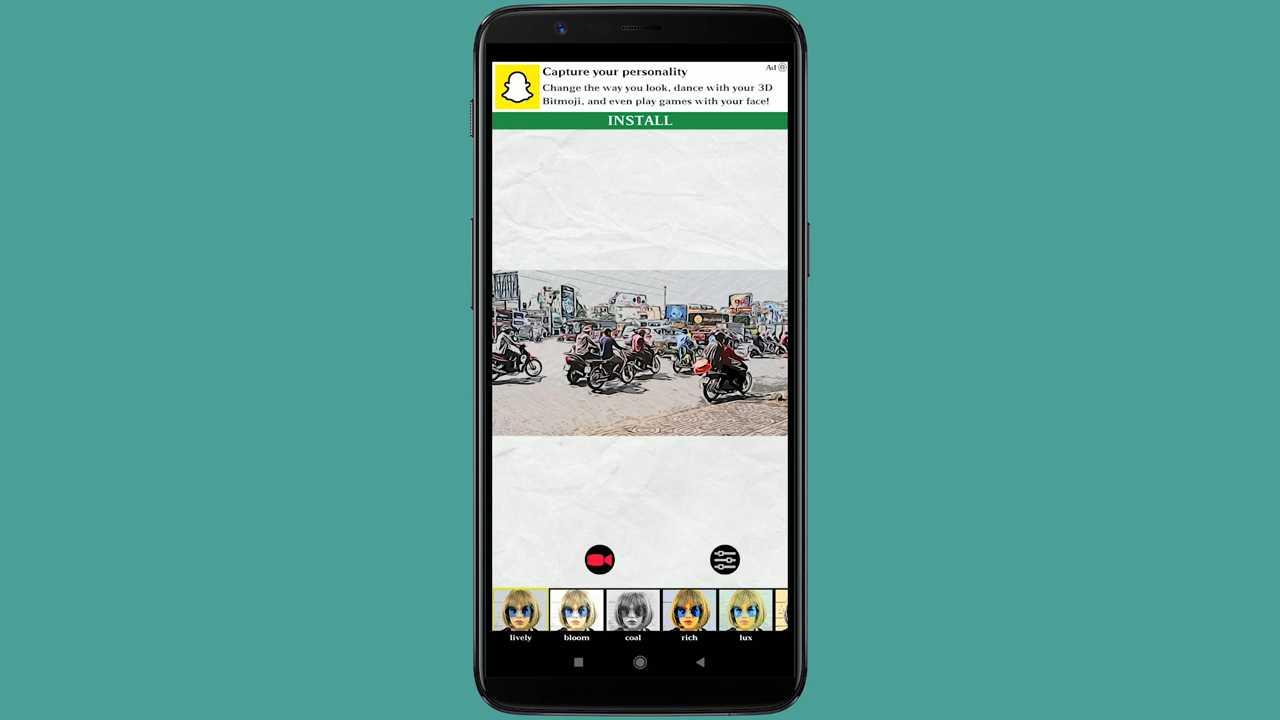 Capture your personality
Ad
Change the way you look, dance with your 3D
Bitmoji, and even play games with your face!
INSTALL
lively bloom coal rich lux